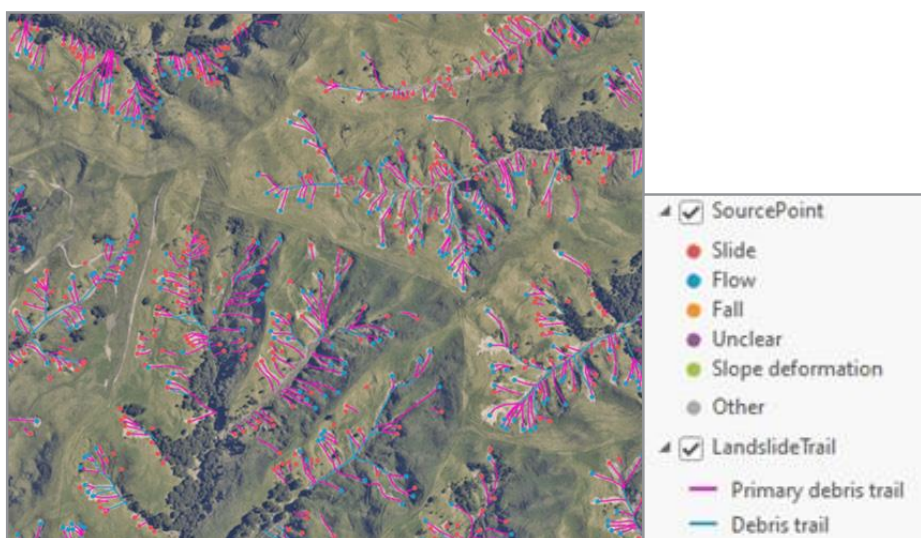 SourcePoint
Slide
Flow
Fall
Unclear
Slope deformation
Other
LandslideTrail
Primary debris trail
Debris trail